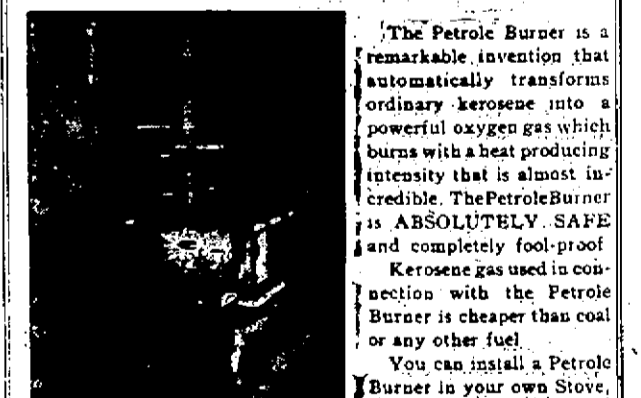 The Petrole Burner is a
remarkable invention that
automatically transforms
ordinary kerosene into a
powerful oxygen gas which
burns with a heat producing
intensity that is almost in-
credible. The Petrole Burner
is ABSOLUTELY SAFE
and completely fool-proof
Kerosene gas used in con-
nection with the Petrole
Burner is cheaper than coal
or any other fuel
You can install a Petrole
Burner in your own Stove,